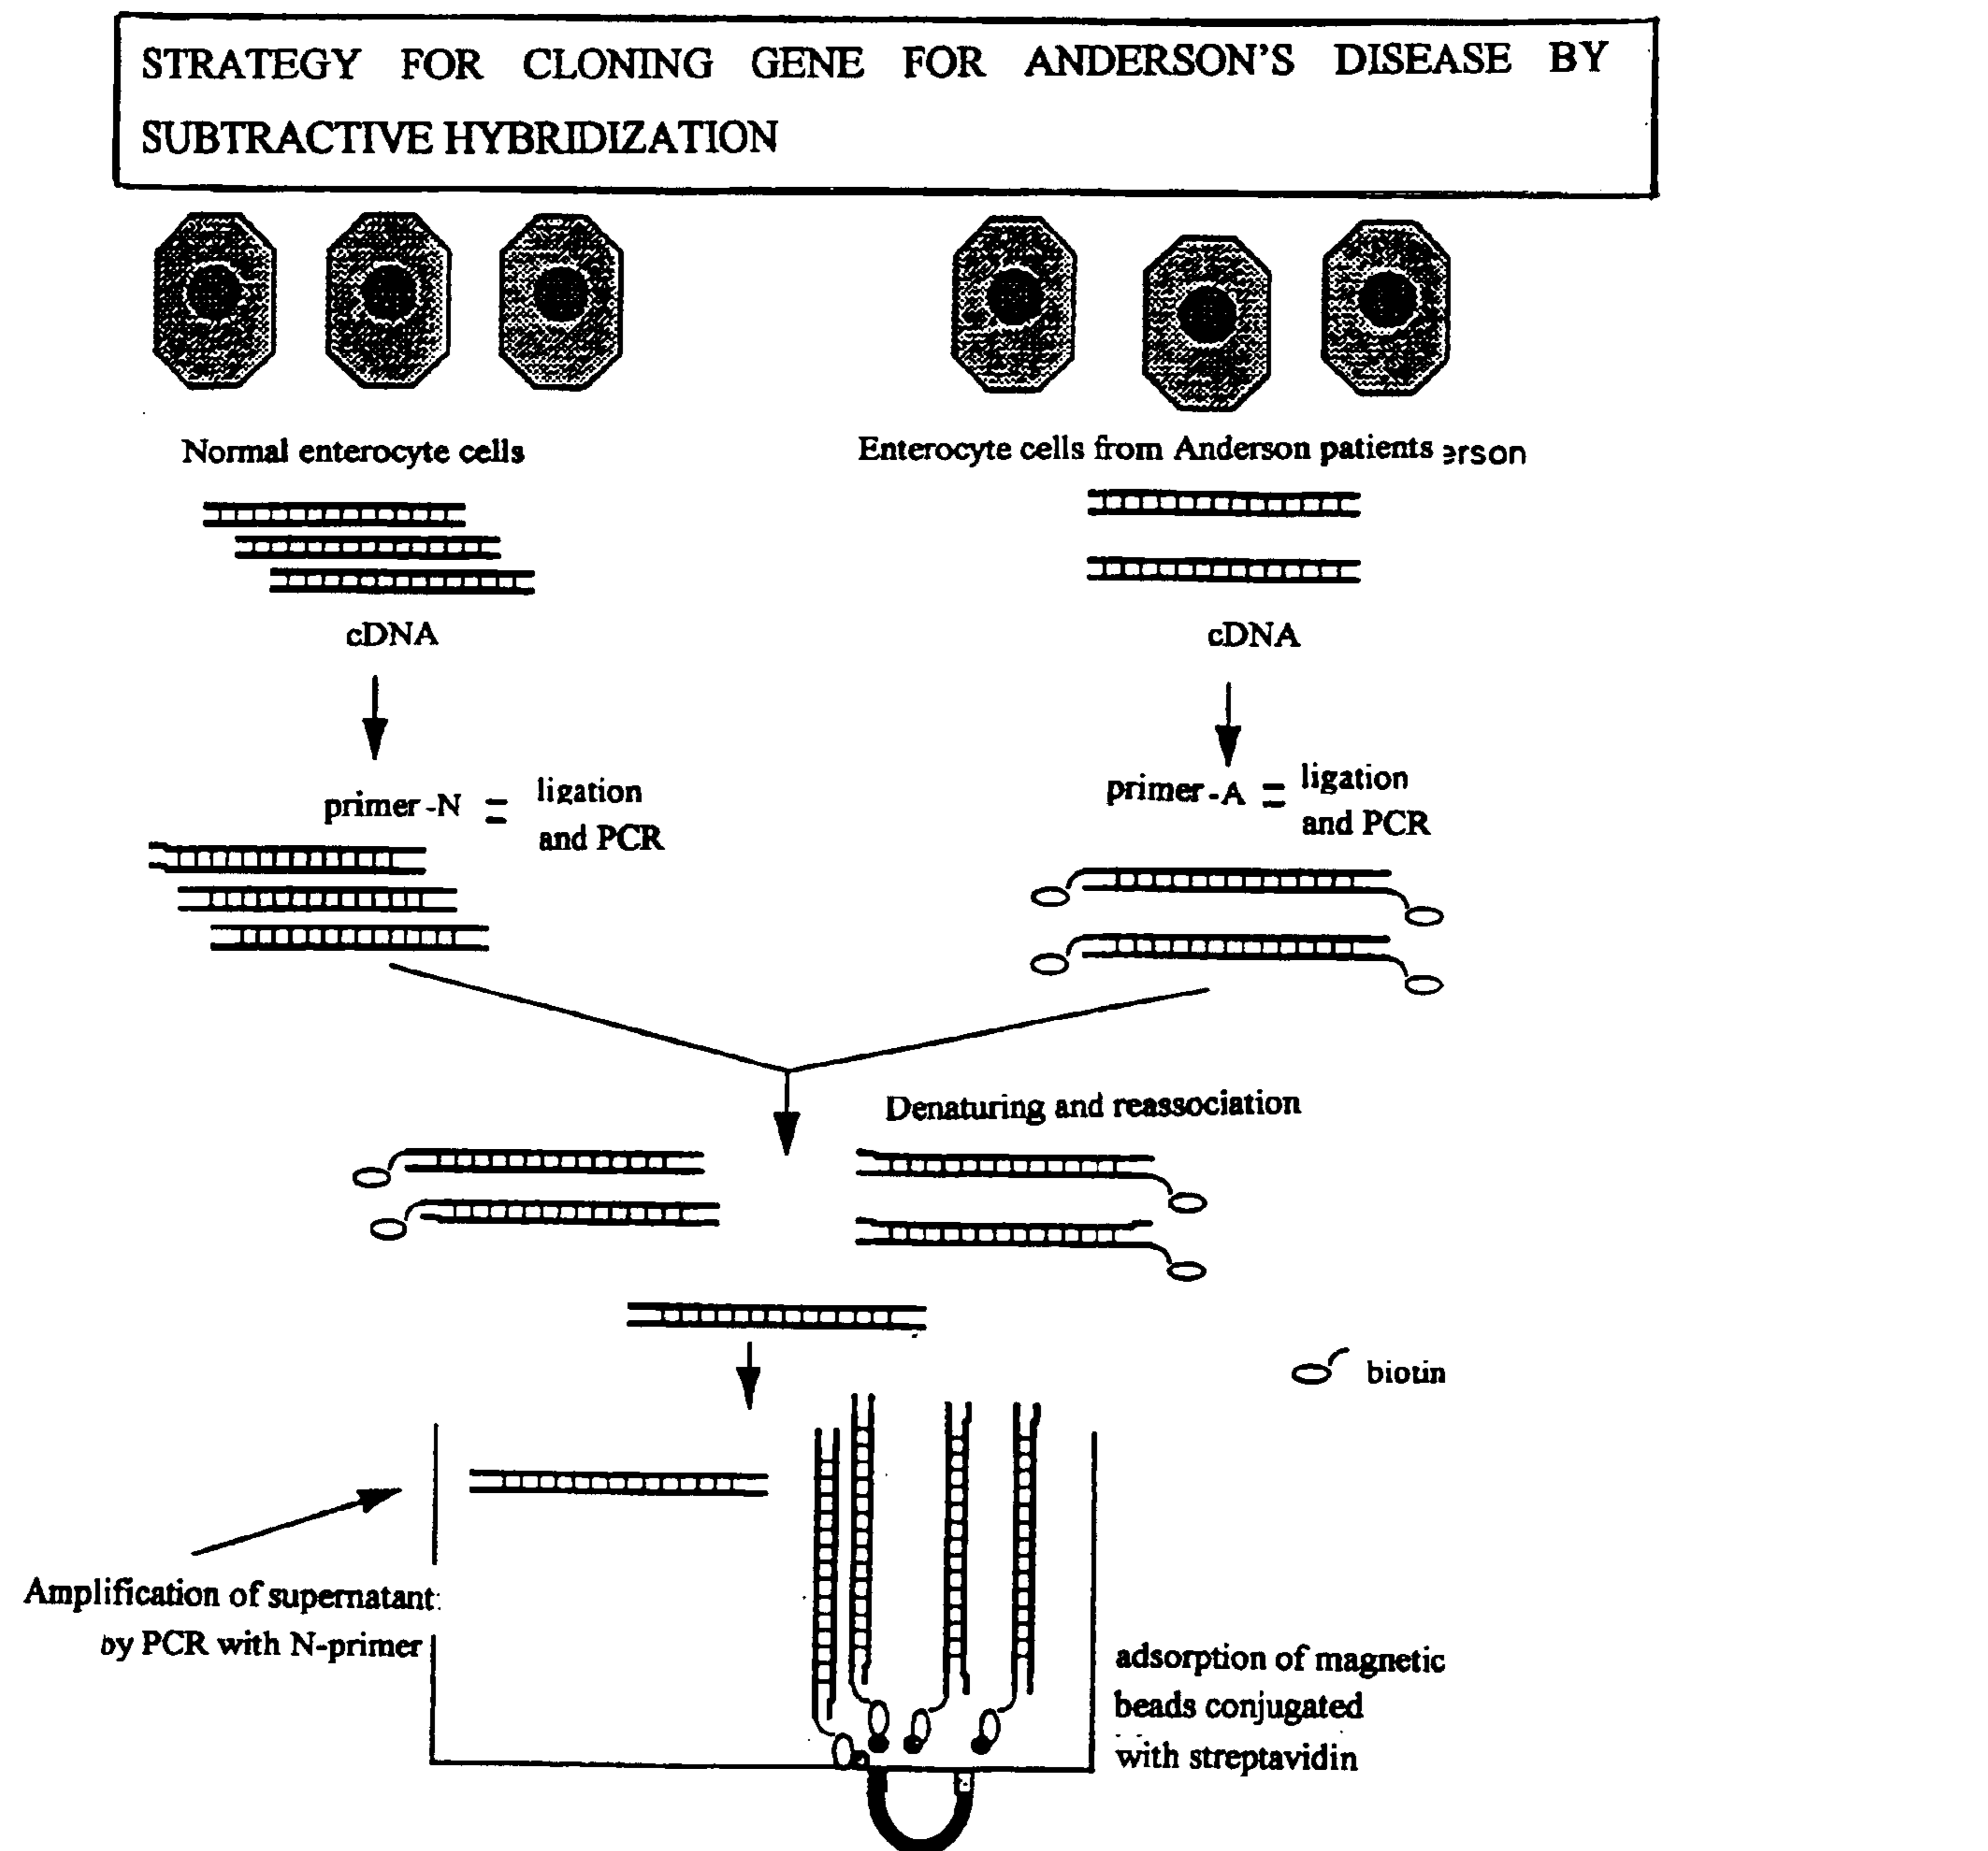 STRATEGY FOR CLONING GENE FOR ANDERSON'S DISEASE BY
SUBTRACTIVE HYBRIDIZATION
Normal enterocyte cells
Enterocyte cells from Anderson patients erson
cDNA
cDNA
primer-N = ligation
and PCR
primer-A = ligation
and PCR
Denaturing and reassociation
biotin
Amplification of supernatant
by PCR with N-primer
adsorption of magnetic
beads conjugated
with streptavidin